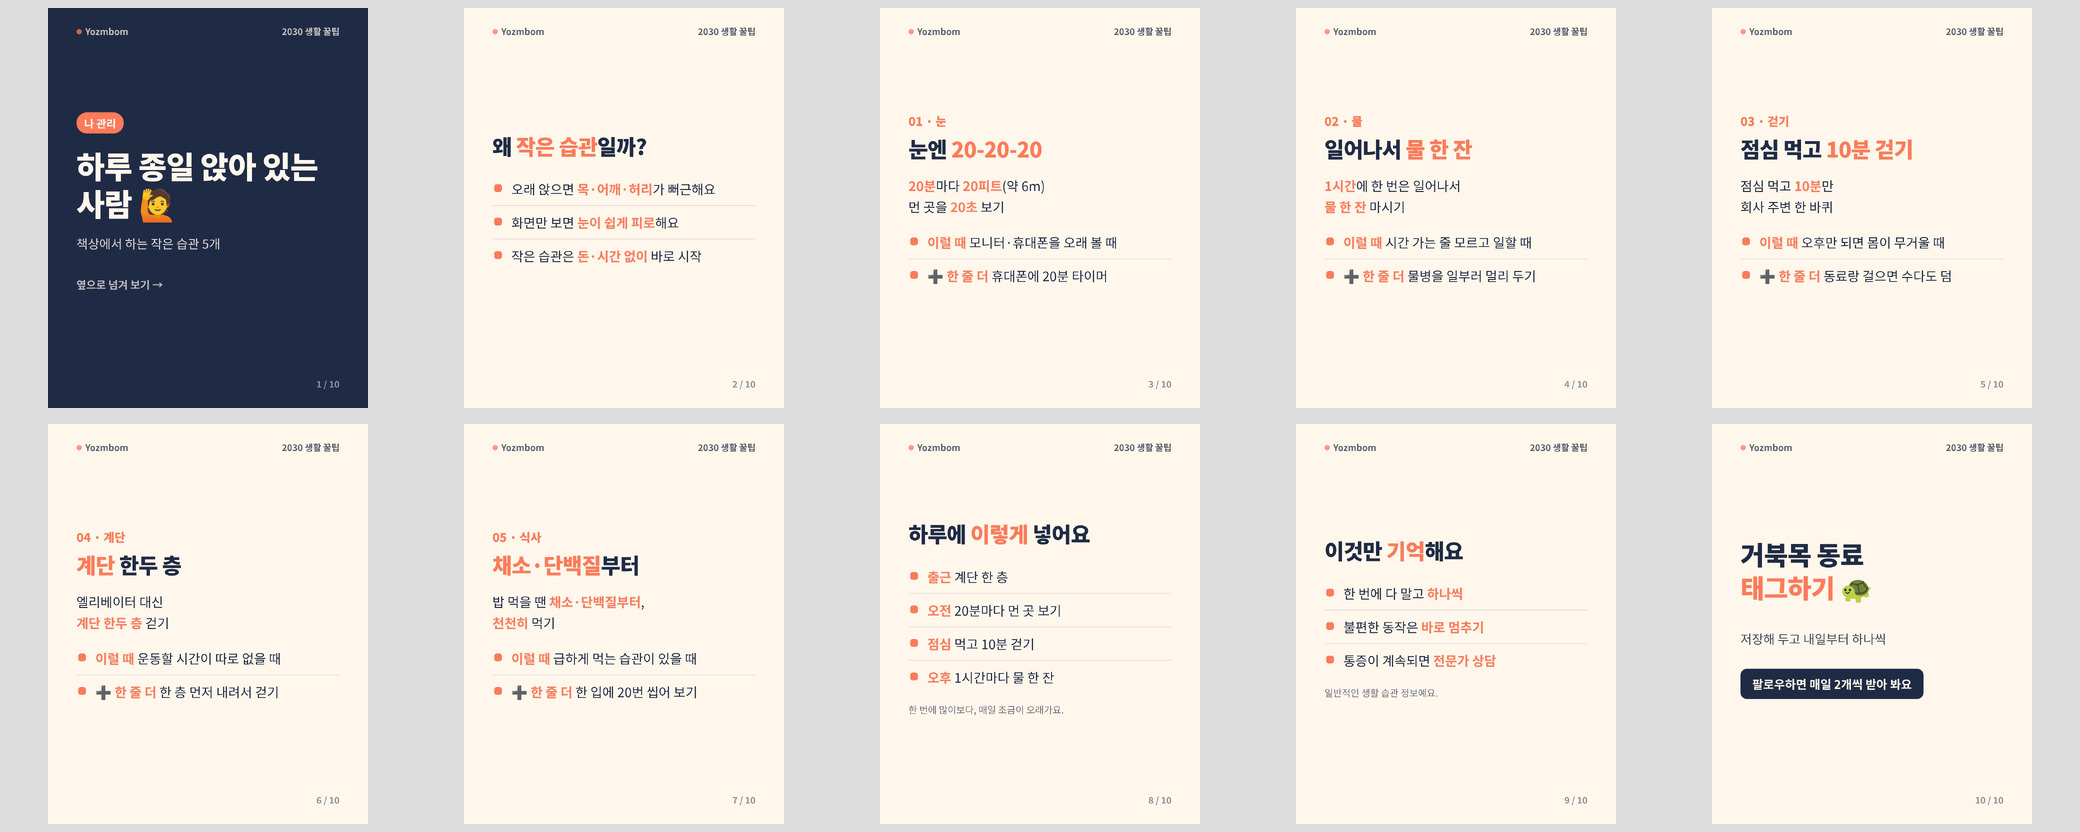 Yozmbom
2030 생활 꿀팁
나 관리
하루 종일 앉아 있는
사람 🙋
책상에서 하는 작은 습관 5개
옆으로 넘겨 보기 →
1 / 10
Yozmbom
2030 생활 꿀팁
왜 작은 습관일까?
오래 앉으면 목·어깨·허리가 뻐근해요
화면만 보면 눈이 쉽게 피로해요
작은 습관은 돈·시간 없이 바로 시작
2 / 10
Yozmbom
2030 생활 꿀팁
01 · 눈
눈엔 20-20-20
20분마다 20피트(약 6m)
먼 곳을 20초 보기
이럴 때 모니터·휴대폰을 오래 볼 때
➕ 한 줄 더 휴대폰에 20분 타이머
3 / 10
Yozmbom
2030 생활 꿀팁
02 · 물
일어나서 물 한 잔
1시간에 한 번은 일어나서
물 한 잔 마시기
이럴 때 시간 가는 줄 모르고 일할 때
➕ 한 줄 더 물병을 일부러 멀리 두기
4 / 10
Yozmbom
2030 생활 꿀팁
03 · 걷기
점심 먹고 10분 걷기
점심 먹고 10분만
회사 주변 한 바퀴
이럴 때 오후만 되면 몸이 무거울 때
➕ 한 줄 더 동료랑 걸으면 수다도 덤
5 / 10
Yozmbom
2030 생활 꿀팁
04 · 계단
계단 한두 층
엘리베이터 대신
계단 한두 층 걷기
이럴 때 운동할 시간이 따로 없을 때
➕ 한 줄 더 한 층 먼저 내려서 걷기
6 / 10
Yozmbom
2030 생활 꿀팁
05 · 식사
채소·단백질부터
밥 먹을 땐 채소·단백질부터,
천천히 먹기
이럴 때 급하게 먹는 습관이 있을 때
➕ 한 줄 더 한 입에 20번 씹어 보기
7 / 10
Yozmbom
2030 생활 꿀팁
하루에 이렇게 넣어요
출근 계단 한 층
오전 20분마다 먼 곳 보기
점심 먹고 10분 걷기
오후 1시간마다 물 한 잔
한 번에 많이보다, 매일 조금이 오래가요.
8 / 10
Yozmbom
2030 생활 꿀팁
이것만 기억해요
한 번에 다 말고 하나씩
불편한 동작은 바로 멈추기
통증이 계속되면 전문가 상담
일반적인 생활 습관 정보예요.
9 / 10
Yozmbom
2030 생활 꿀팁
거북목 동료
태그하기 🐢
저장해 두고 내일부터 하나씩
팔로우하면 매일 2개씩 받아 봐요
10 / 10